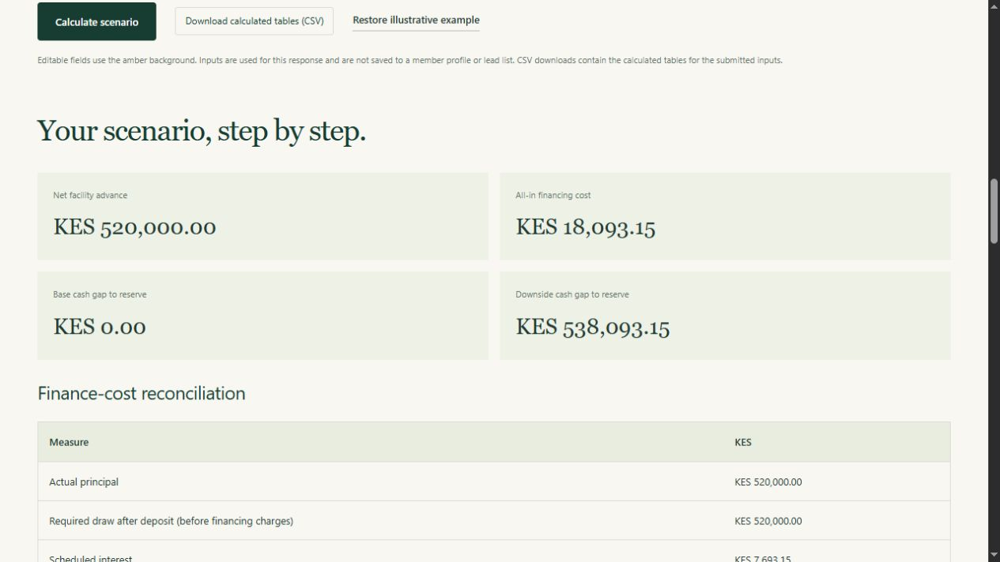 Calculate scenario
Download calculated tables (CSV)
Restore illustrative example
Editable fields use the amber background. Inputs are used for this response and are not saved to a member profile or lead list. CSV downloads contain the calculated tables for the submitted inputs.
Your scenario, step by step.
Net facility advance
KES 520,000.00
All-in financing cost
KES 18,093.15
Base cash gap to reserve
KES 0.00
Downside cash gap to reserve
KES 538,093.15
Finance-cost reconciliation
Measure KES
Actual principal KES 520,000.00
Required draw after deposit (before financing charges) KES 520,000.00
Scheduled interest KES 7,693.15